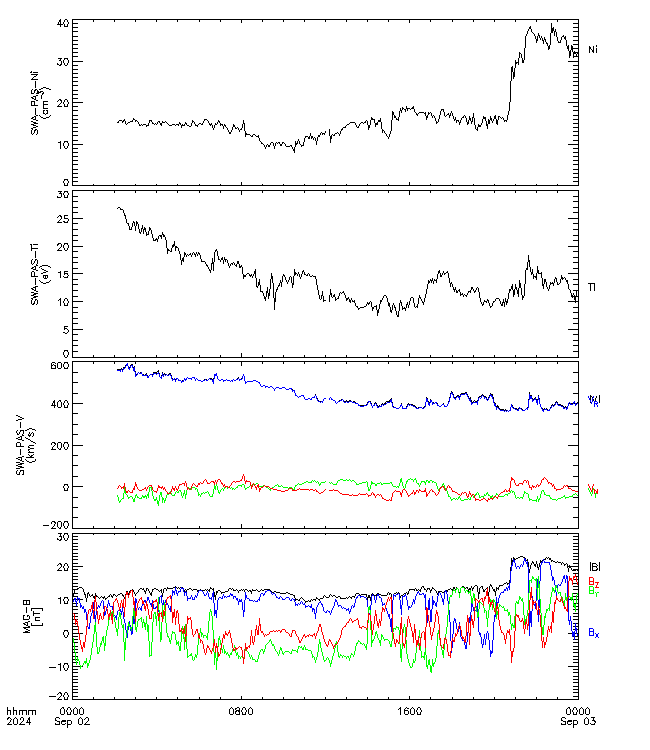 40
30
20
10
0
SWA-PAS-Ni
(cm⁻³)
Ni
30
25
20
15
10
5
0
SWA-PAS-Ti
(eV)
TI
600
400
200
0
-200
SWA-PAS-V
(km/s)
30
20
10
0
-10
-20
MAG-B
[nT]
|B|
Bz
By
Bx
hhmm
2024
0000
Sep 02
0800
1600
0000
Sep 03